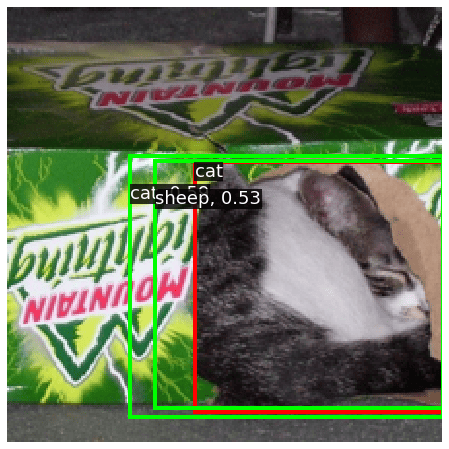 MOUNTAIN
lightning
cat
cat,
sheep, 0.53
MOUNTAIN
lightning